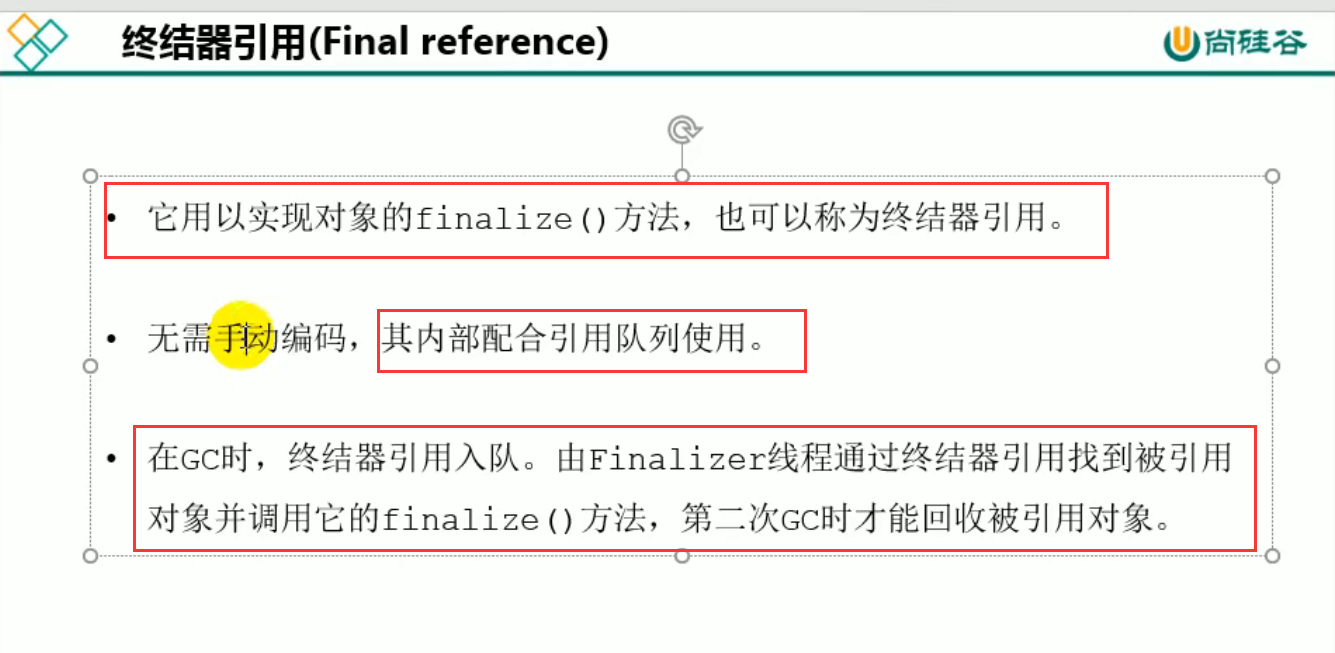 终结器引用(Final reference)
尚硅谷
• 它用以实现对象的finalize()方法，也可以称为终结器引用。
• 无需手动编码，其内部配合引用队列使用。
• 在GC时，终结器引用入队。由Finalizer线程通过终结器引用找到被引用
对象并调用它的finalize()方法，第二次GC时才能回收被引用对象。